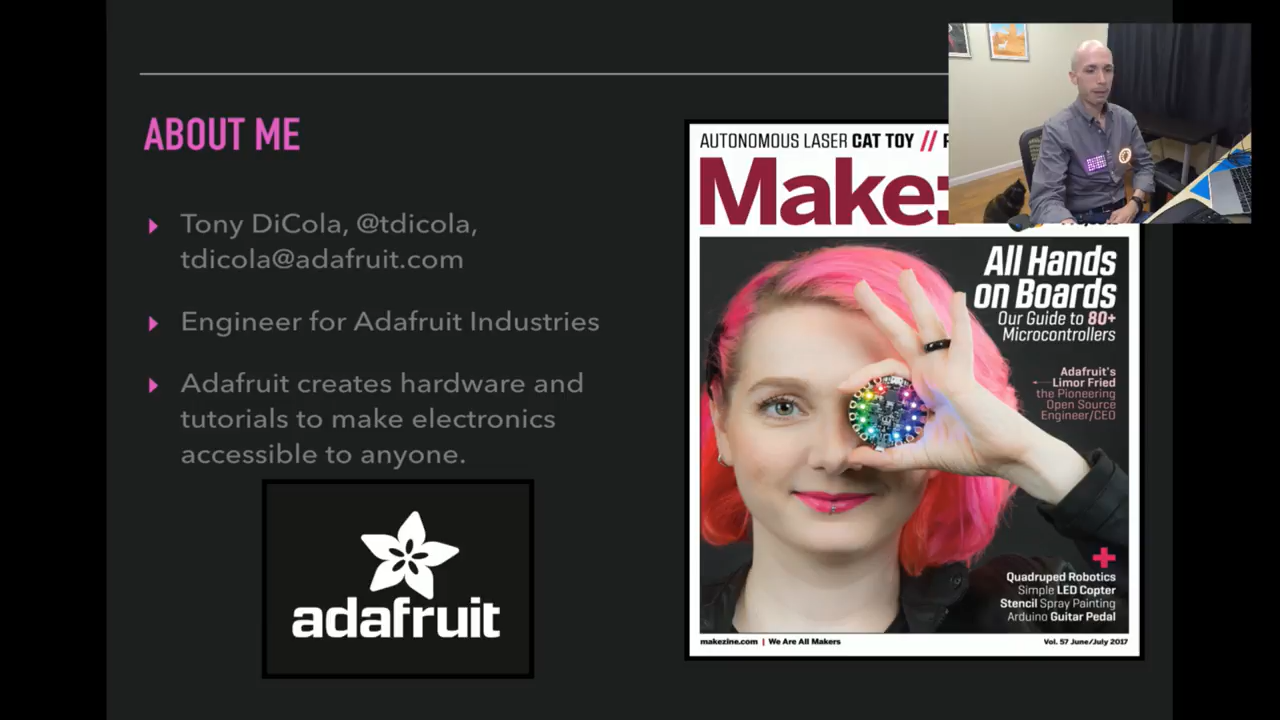 ABOUT ME
Tony DiCola, @tdicola,
tdicola@adafruit.com
Engineer for Adafruit Industries
Adafruit creates hardware and
tutorials to make electronics
accessible to anyone.
adafruit
AUTONOMOUS LASER CAT TOY //
Make:
All Hands
on Boards
Our Guide to 80+
Microcontrollers
Adafruit's
Limor Fried
the Pioneering
Open Source
Engineer/CEO
Quadruped Robotics
Simple LED Copter
Stencil Spray Painting
Arduino Guitar Pedal
makezine.com | We Are All Makers
Vol. 57 June/July 2017